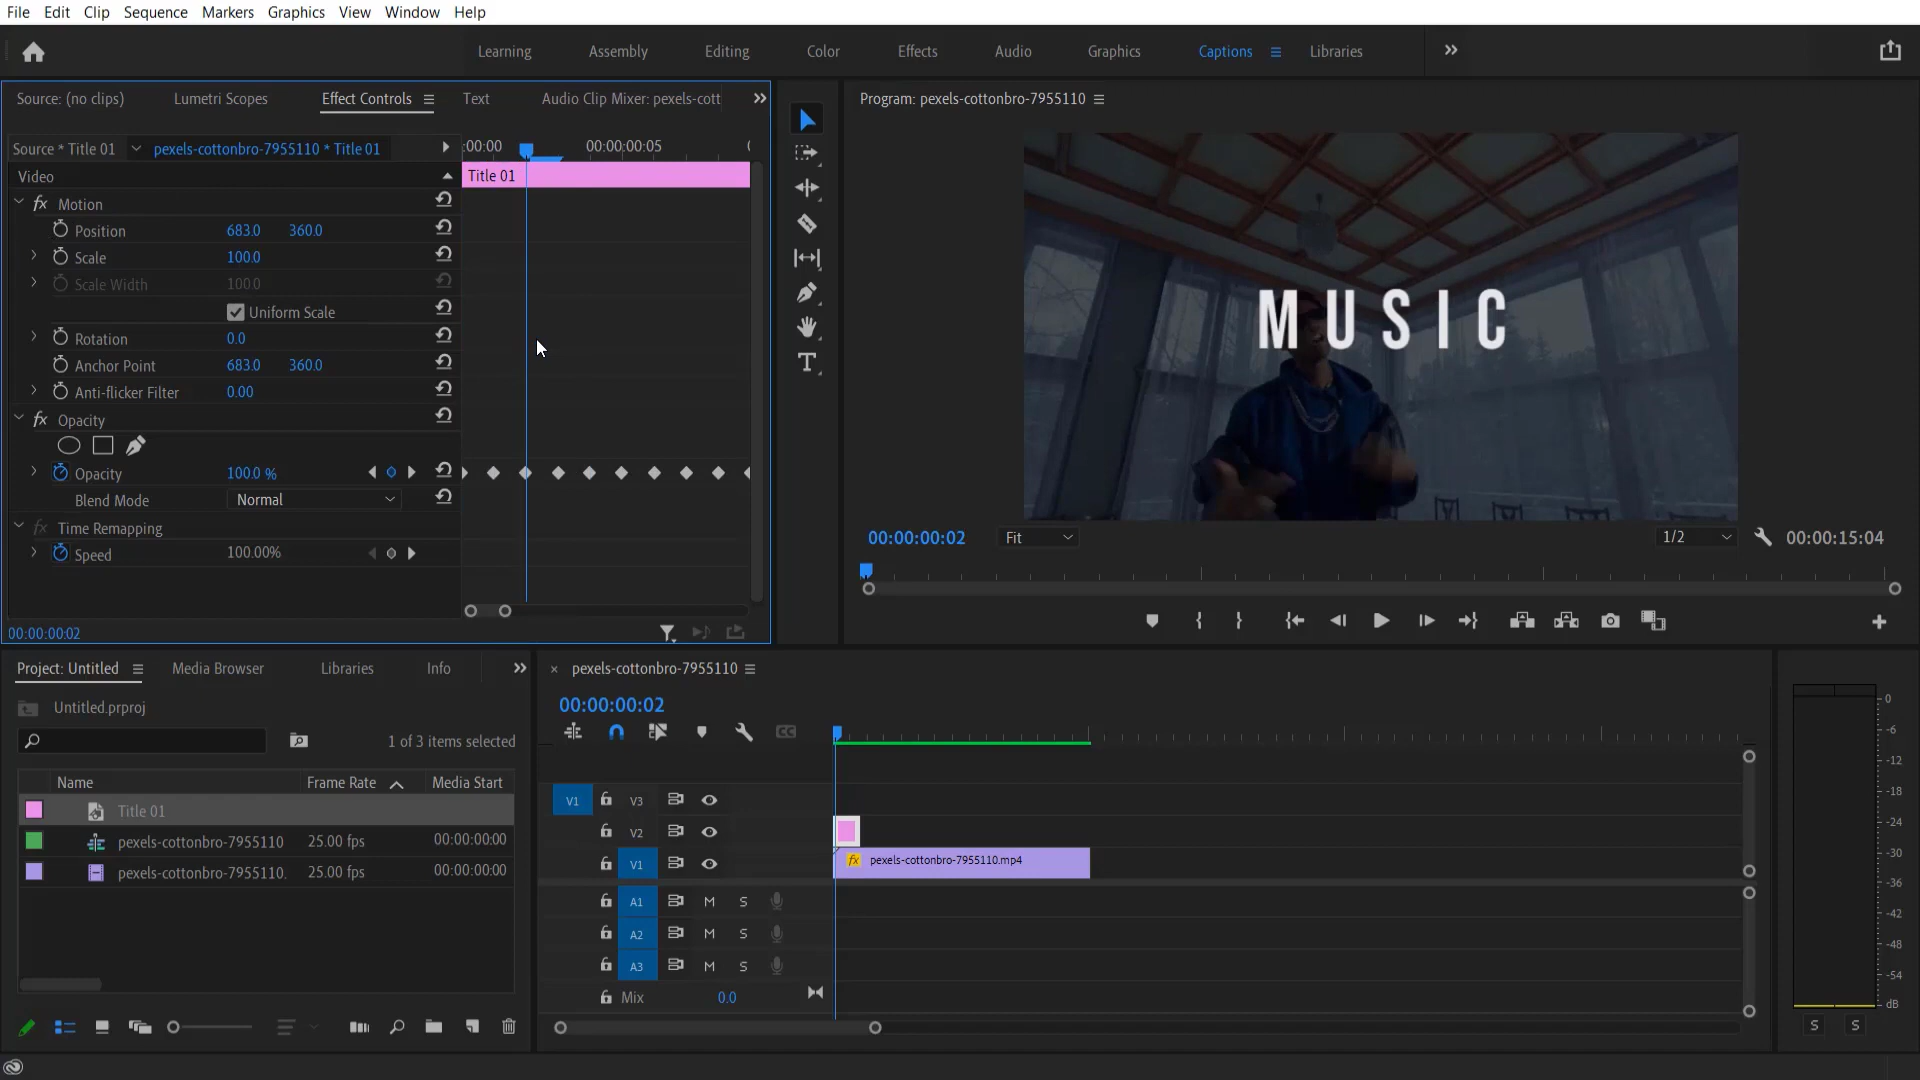 File Edit Clip Sequence Markers Graphics View Window Help
Learning Assembly Editing Color Effects Audio Graphics Captions Libraries
Source: (no clips) Lumetri Scopes Effect Controls Text Audio Clip Mixer: pexels-cott
Source * Title 01 pexels-cottonbro-7955110 * Title 01
:00:00 00:00:00:05
Title 01
Video
fx Motion
Position 683.0 360.0
Scale 100.0
Scale Width 100.0
Uniform Scale
Rotation 0.0
Anchor Point 683.0 360.0
Anti-flicker Filter 0.00
fx Opacity
Opacity 100.0 %
Blend Mode Normal
fx Time Remapping
Speed 100.00%
00:00:00:02
Program: pexels-cottonbro-7955110
MUSIC
00:00:00:02 Fit 1/2 00:00:15:04
Project: Untitled Media Browser Libraries Info
Untitled.prproj
1 of 3 items selected
Name Frame Rate Media Start
Title 01
pexels-cottonbro-7955110 25.00 fps 00:00:00:00
pexels-cottonbro-7955110. 25.00 fps 00:00:00:00
× pexels-cottonbro-7955110
00:00:00:02
CC
V1 V3
V2
V1 fx pexels-cottonbro-7955110.mp4
A1 M S
A2 M S
A3 M S
Mix 0.0
0
-6
-12
-18
-24
-30
-36
-42
-48
-54
dB
S S